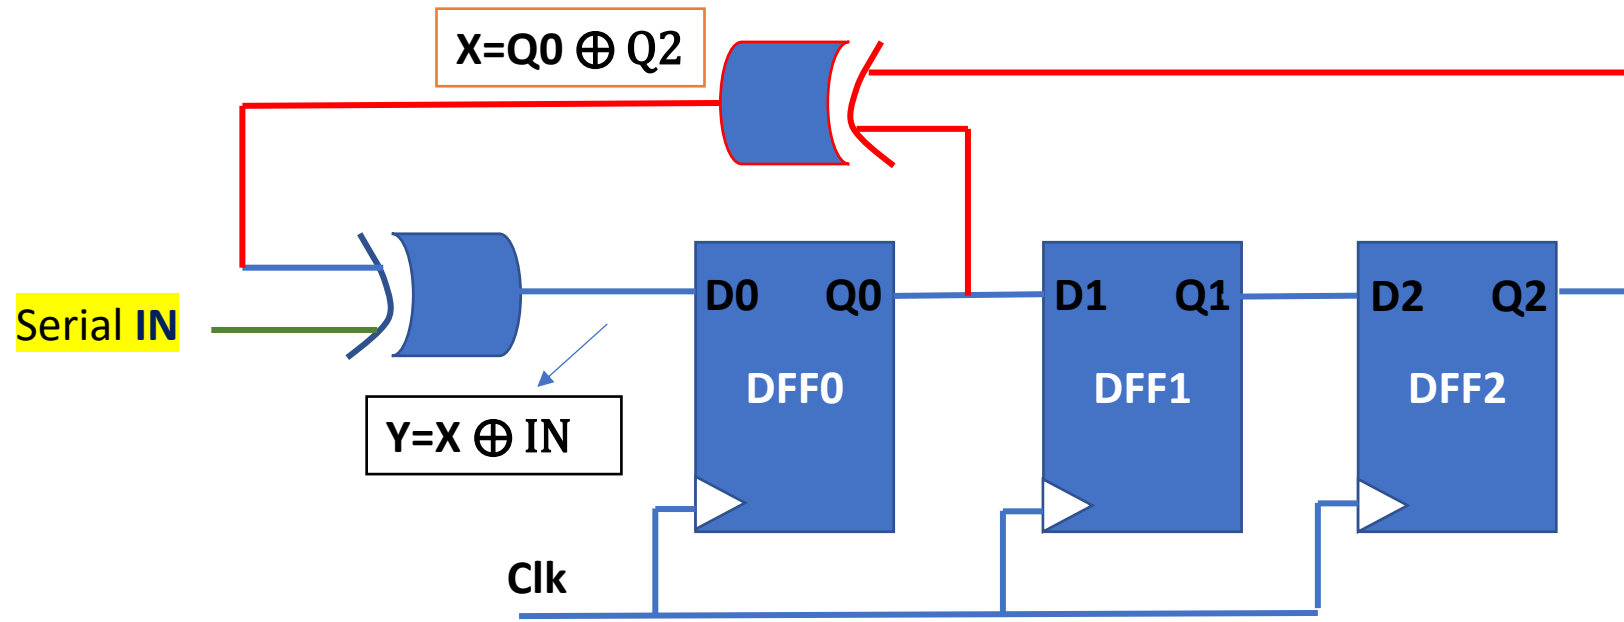 X=Q0 ⊕ Q2
Serial IN
D0 Q0
D1 Q1
D2 Q2
DFF0
DFF1
DFF2
Y=X ⊕ IN
Clk